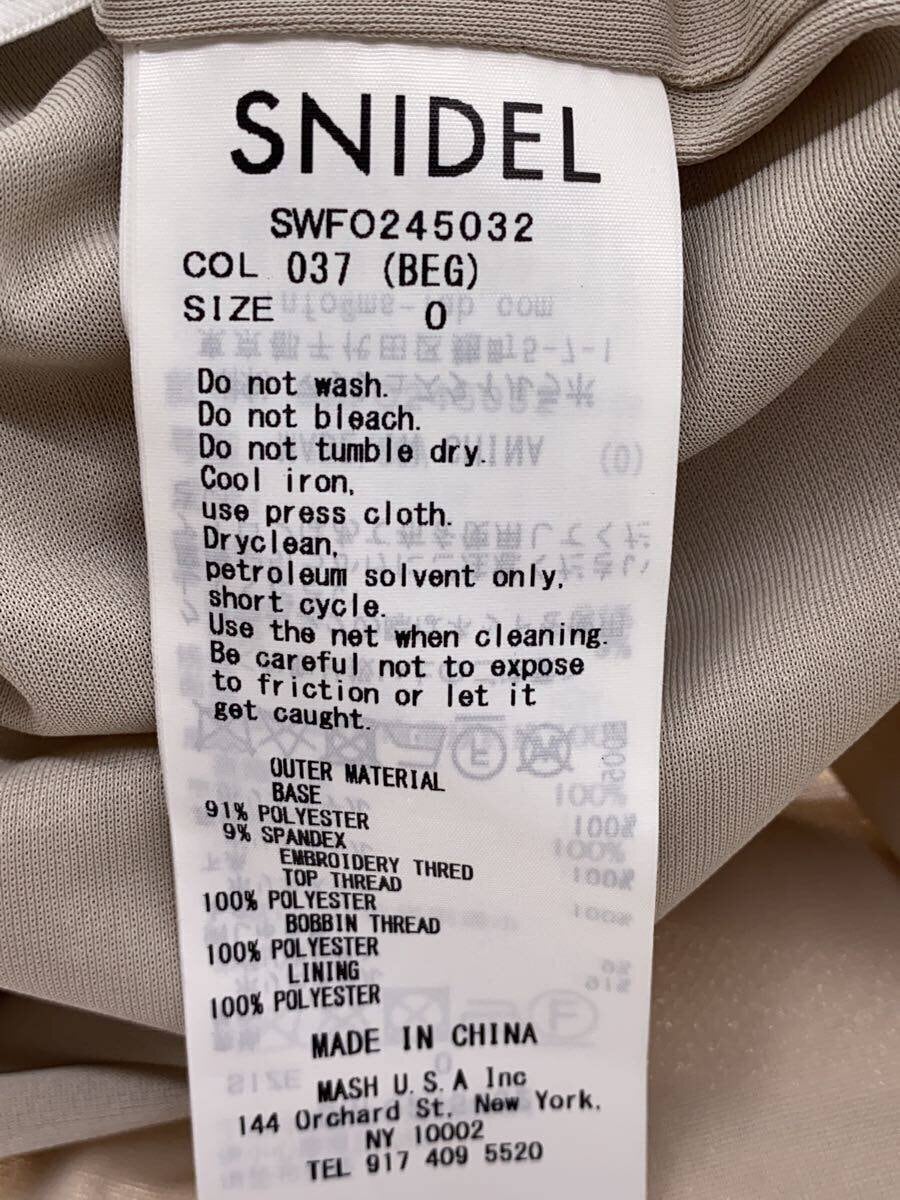 SNIDEL
SWFO245032
COL 037 (BEG)
SIZE 0
Do not wash.
Do not bleach.
Do not tumble dry.
Cool iron,
use press cloth.
Dryclean,
petroleum solvent only,
short cycle.
Use the net when cleaning.
Be careful not to expose
to friction or let it
get caught.
OUTER MATERIAL
BASE
91% POLYESTER
9% SPANDEX
EMBROIDERY THRED
TOP THREAD
100% POLYESTER
BOBBIN THREAD
100% POLYESTER
LINING
100% POLYESTER
MADE IN CHINA
MASH U.S.A Inc
144 Orchard St. New York,
NY 10002
TEL 917 409 5520